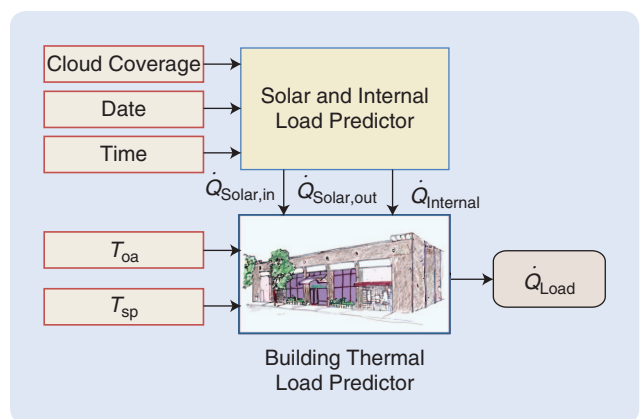 Cloud Coverage
Date
Time
Solar and Internal
Load Predictor
Q̇Solar,in
Q̇Solar,out
Q̇Internal
Toa
Tsp
Q̇Load
Building Thermal
Load Predictor